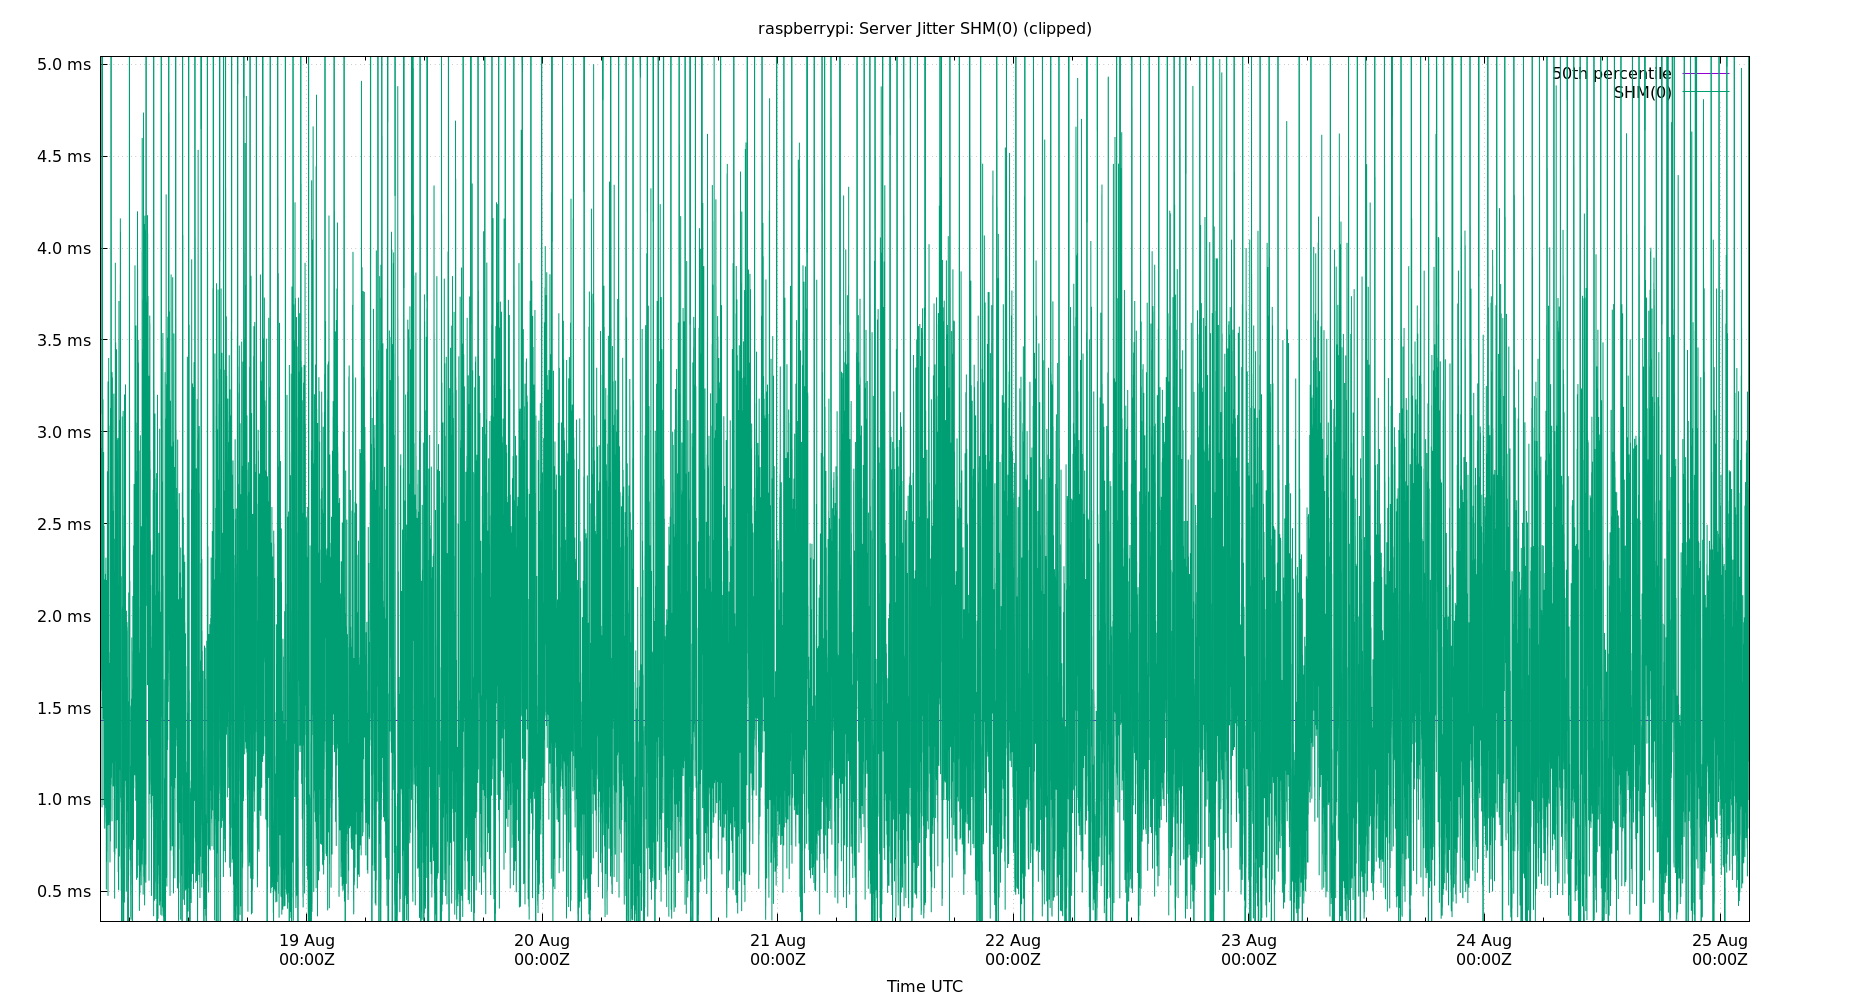 raspberrypi: Server Jitter SHM(0) (clipped)
50th percentile
SHM(0)
5.0 ms
4.5 ms
4.0 ms
3.5 ms
3.0 ms
2.5 ms
2.0 ms
1.5 ms
1.0 ms
0.5 ms
19 Aug 20 Aug 21 Aug 22 Aug 23 Aug 24 Aug 25 Aug
00:00Z 00:00Z 00:00Z 00:00Z 00:00Z 00:00Z 00:00Z
Time UTC